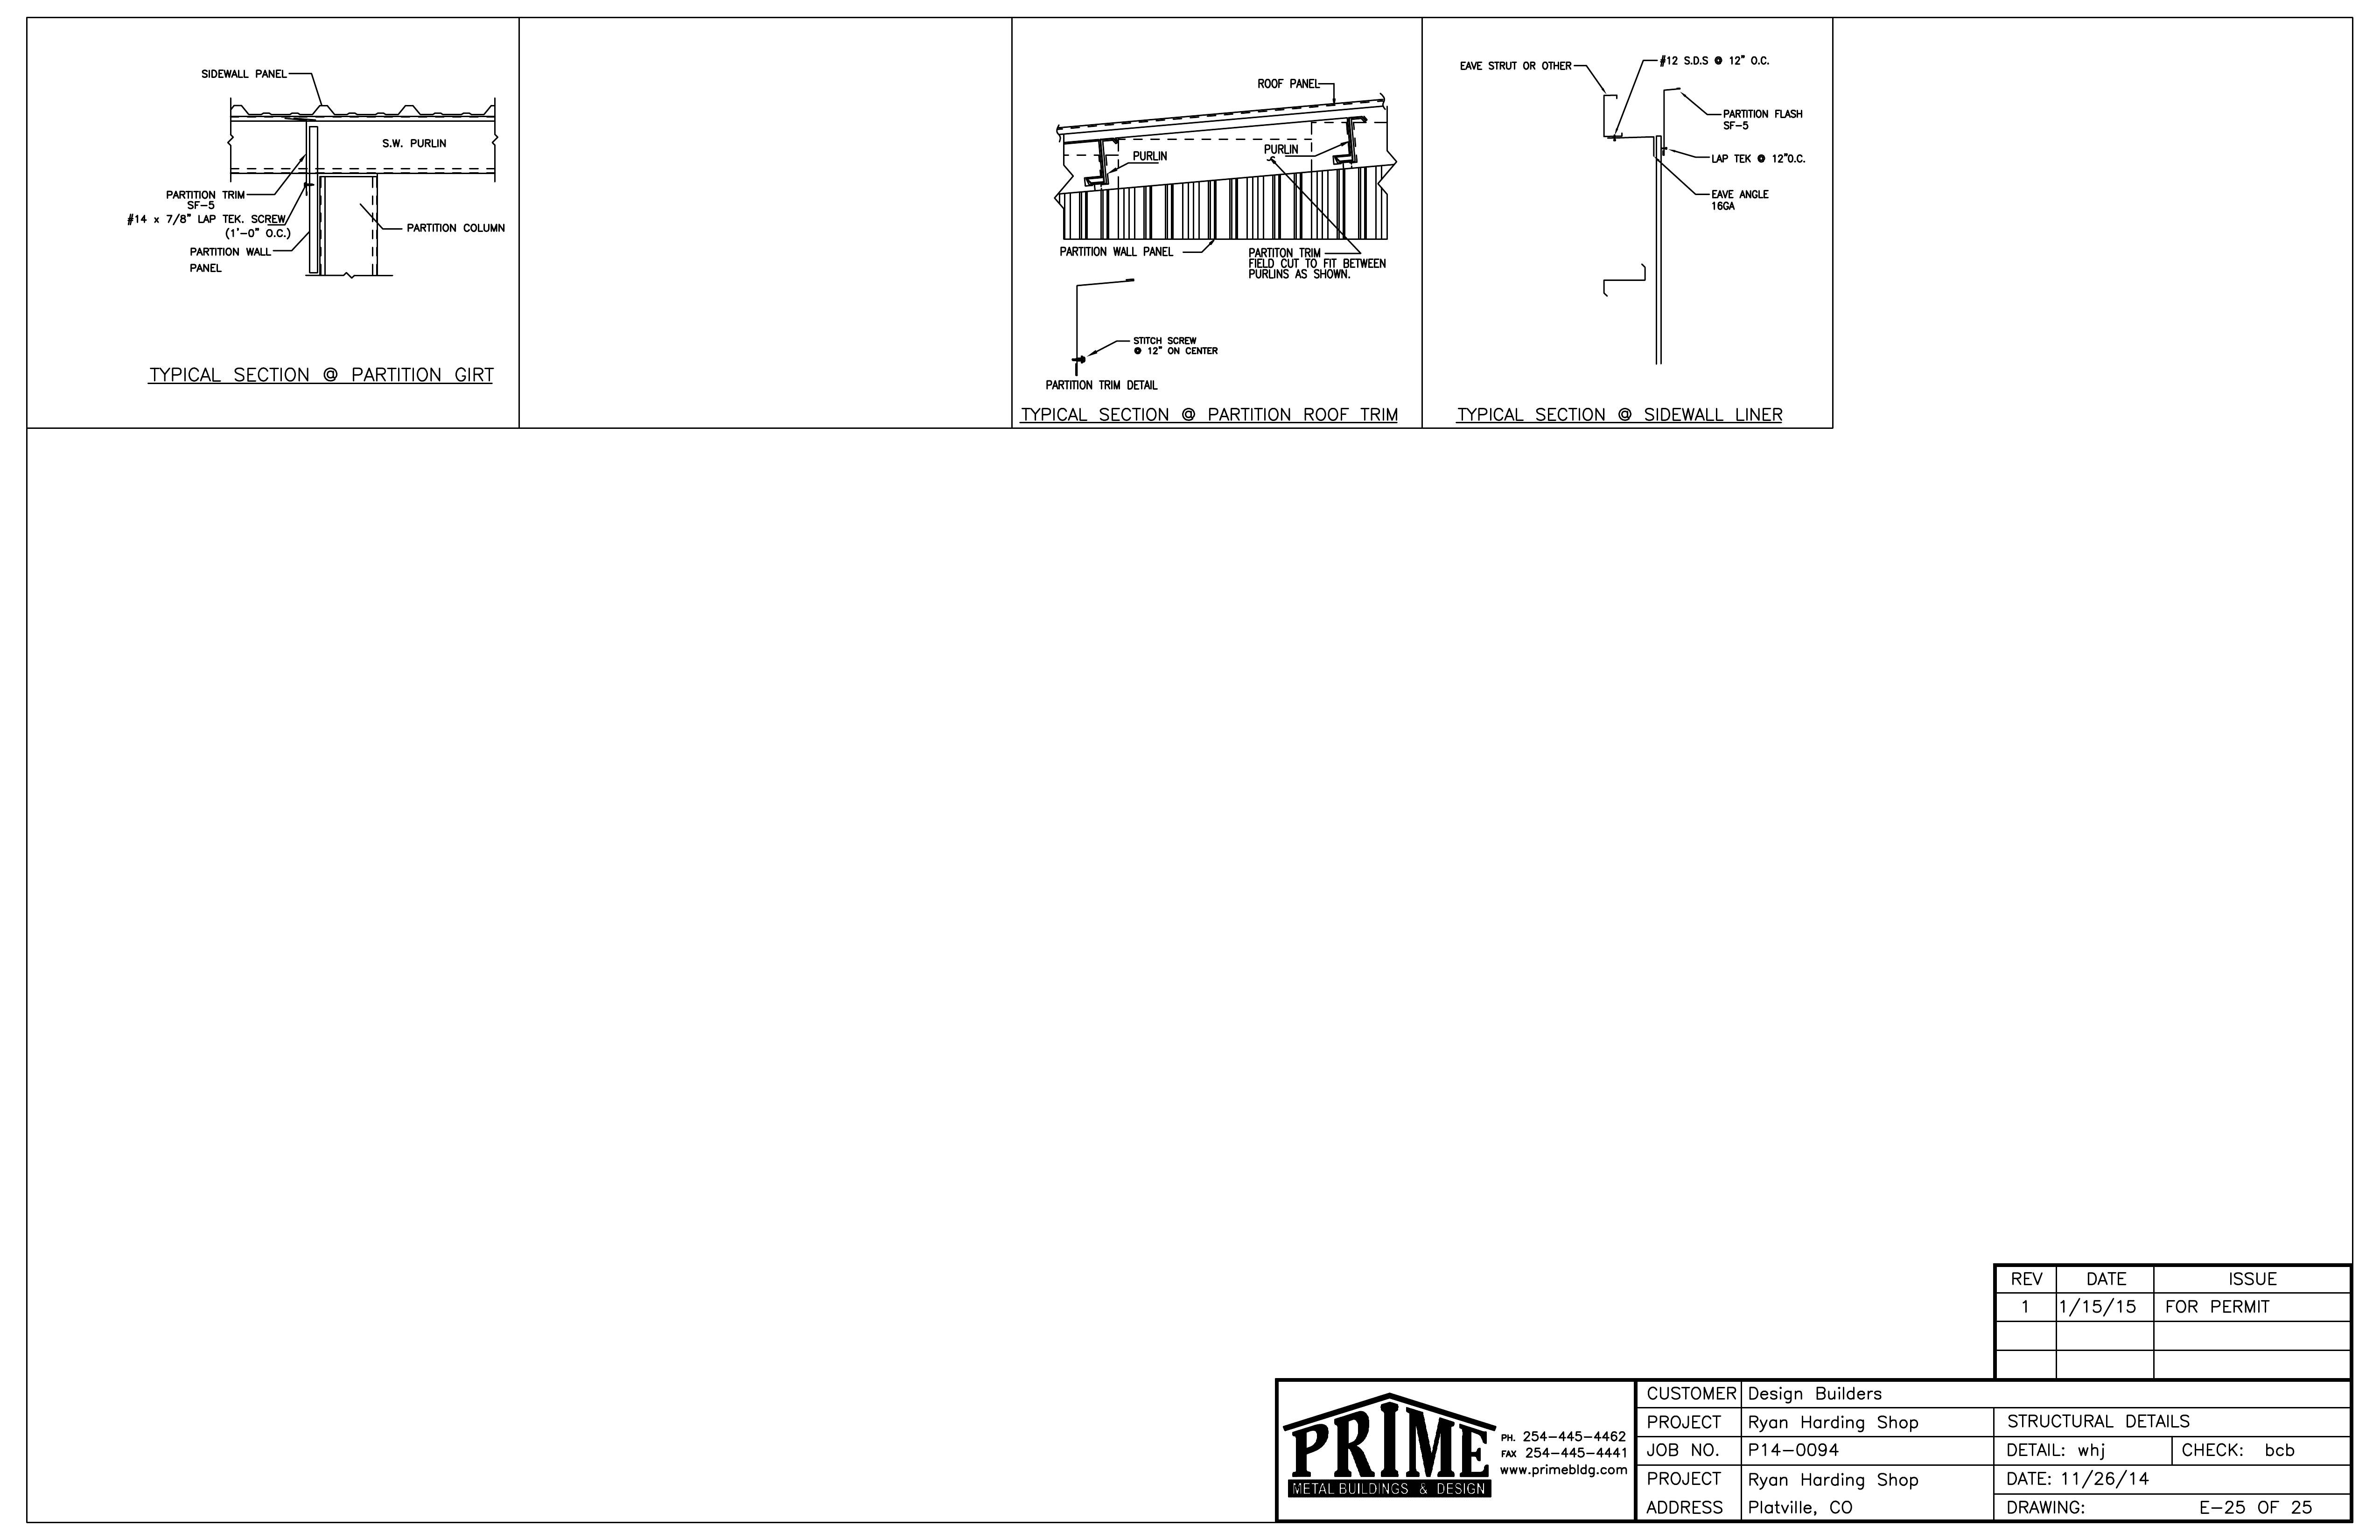 SIDEWALL PANEL
S.W. PURLIN
PARTITION TRIM
SF-5
#14 x 7/8" LAP TEK. SCREW
(1'-0" O.C.)
PARTITION WALL
PANEL
PARTITION COLUMN
TYPICAL SECTION @ PARTITION GIRT
ROOF PANEL
PURLIN
PURLIN
PARTITION WALL PANEL
PARTITON TRIM
FIELD CUT TO FIT BETWEEN
PURLINS AS SHOWN.
STITCH SCREW
@ 12" ON CENTER
PARTITION TRIM DETAIL
TYPICAL SECTION @ PARTITION ROOF TRIM
EAVE STRUT OR OTHER
#12 S.D.S @ 12" O.C.
PARTITION FLASH
SF-5
LAP TEK @ 12"O.C.
EAVE ANGLE
16GA
TYPICAL SECTION @ SIDEWALL LINER
REV DATE ISSUE
1 1/15/15 FOR PERMIT
PRIME
METAL BUILDINGS & DESIGN
PH. 254-445-4462
FAX 254-445-4441
www.primebldg.com
CUSTOMER Design Builders
PROJECT Ryan Harding Shop STRUCTURAL DETAILS
JOB NO. P14-0094 DETAIL: whj CHECK: bcb
PROJECT Ryan Harding Shop DATE: 11/26/14
ADDRESS Platville, CO DRAWING: E-25 OF 25